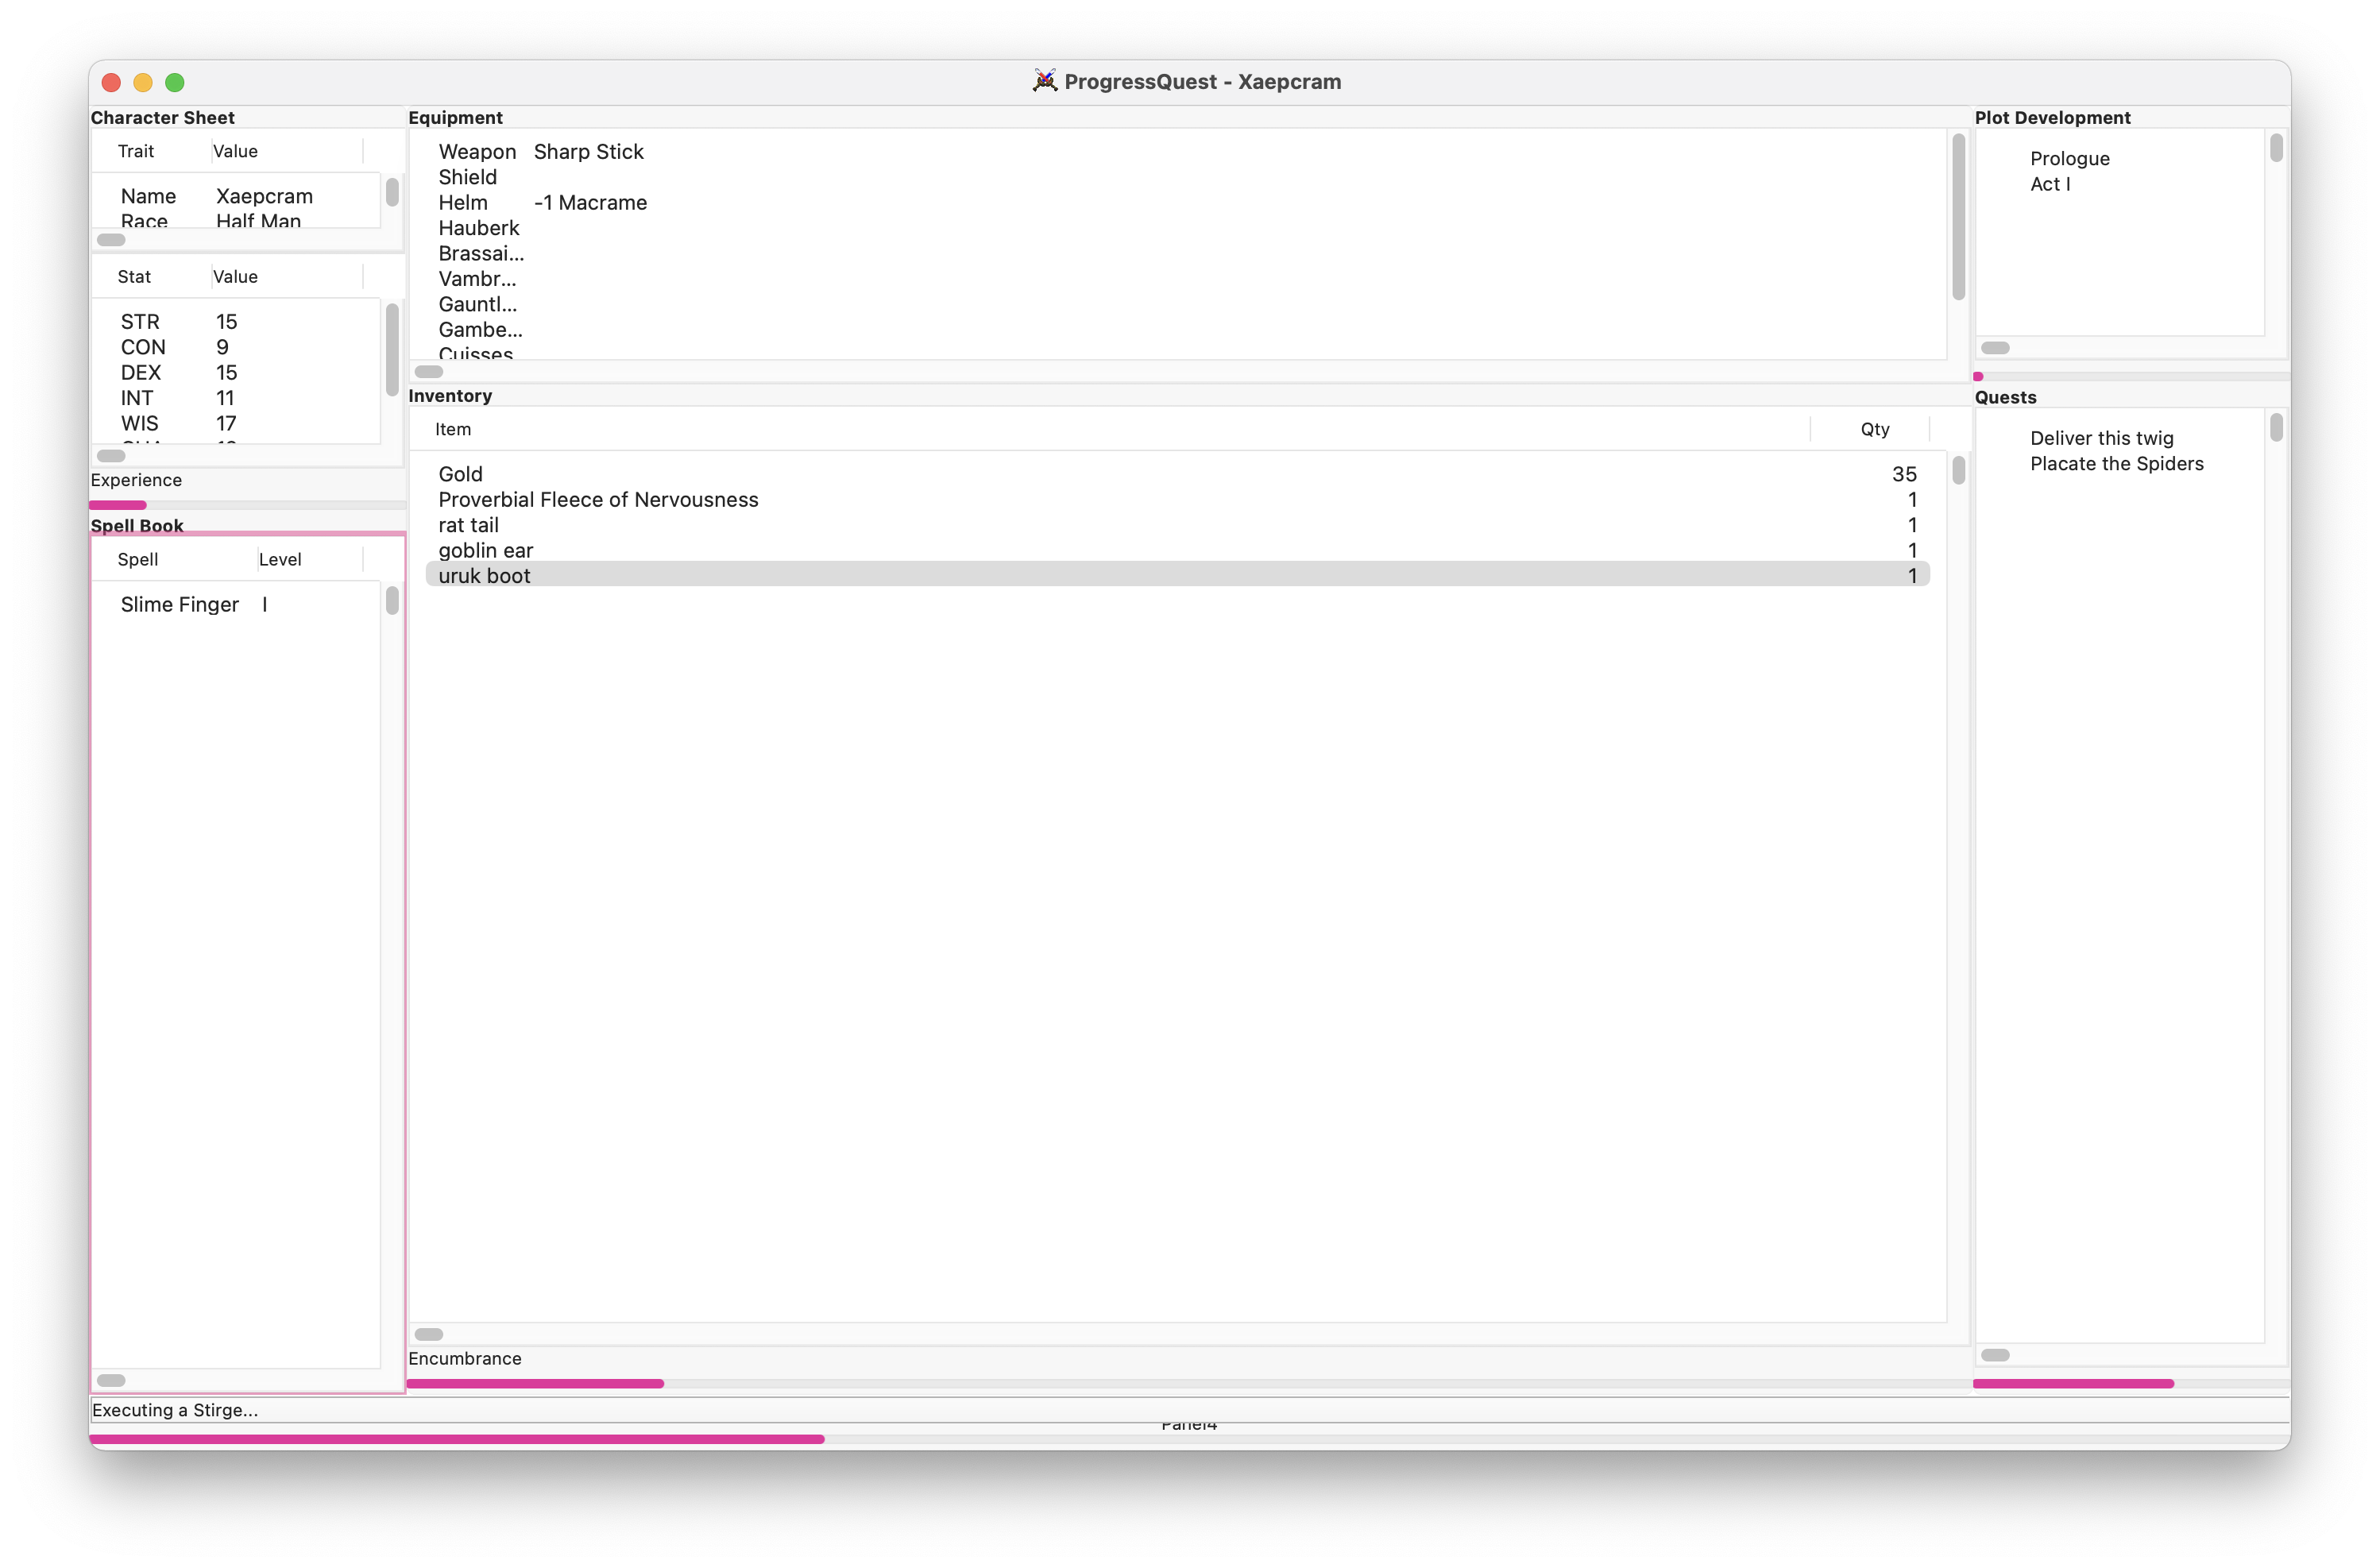 ProgressQuest - Xaepcram
Character Sheet
Trait Value
Name Xaepcram
Race Half Man
Stat Value
STR 15
CON 9
DEX 15
INT 11
WIS 17
Experience
Spell Book
Spell Level
Slime Finger I
Equipment
Weapon Sharp Stick
Shield
Helm -1 Macrame
Hauberk
Brassai...
Vambr...
Gauntl...
Gambe...
Cuisses
Inventory
Item Qty
Gold 35
Proverbial Fleece of Nervousness 1
rat tail 1
goblin ear 1
uruk boot 1
Encumbrance
Plot Development
Prologue
Act I
Quests
Deliver this twig
Placate the Spiders
Executing a Stirge...
Panel4